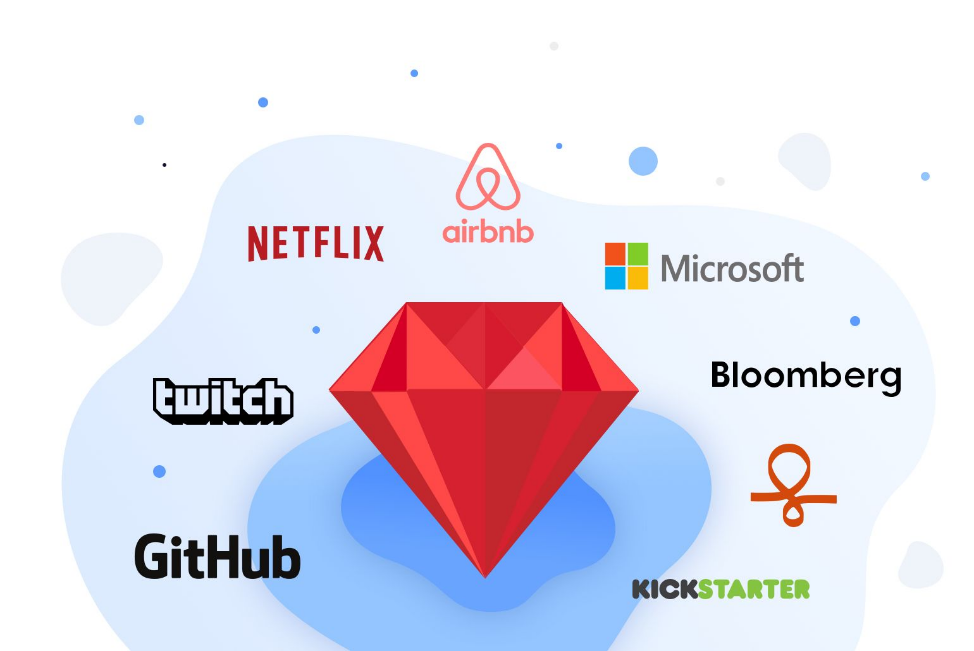 airbnb
NETFLIX
Microsoft
Bloomberg
twitch
GitHub
KICKSTARTER